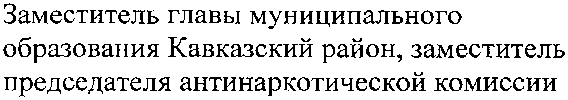 Заместитель главы муниципального
образования Кавказский район, заместитель
председателя антинаркотической комиссии